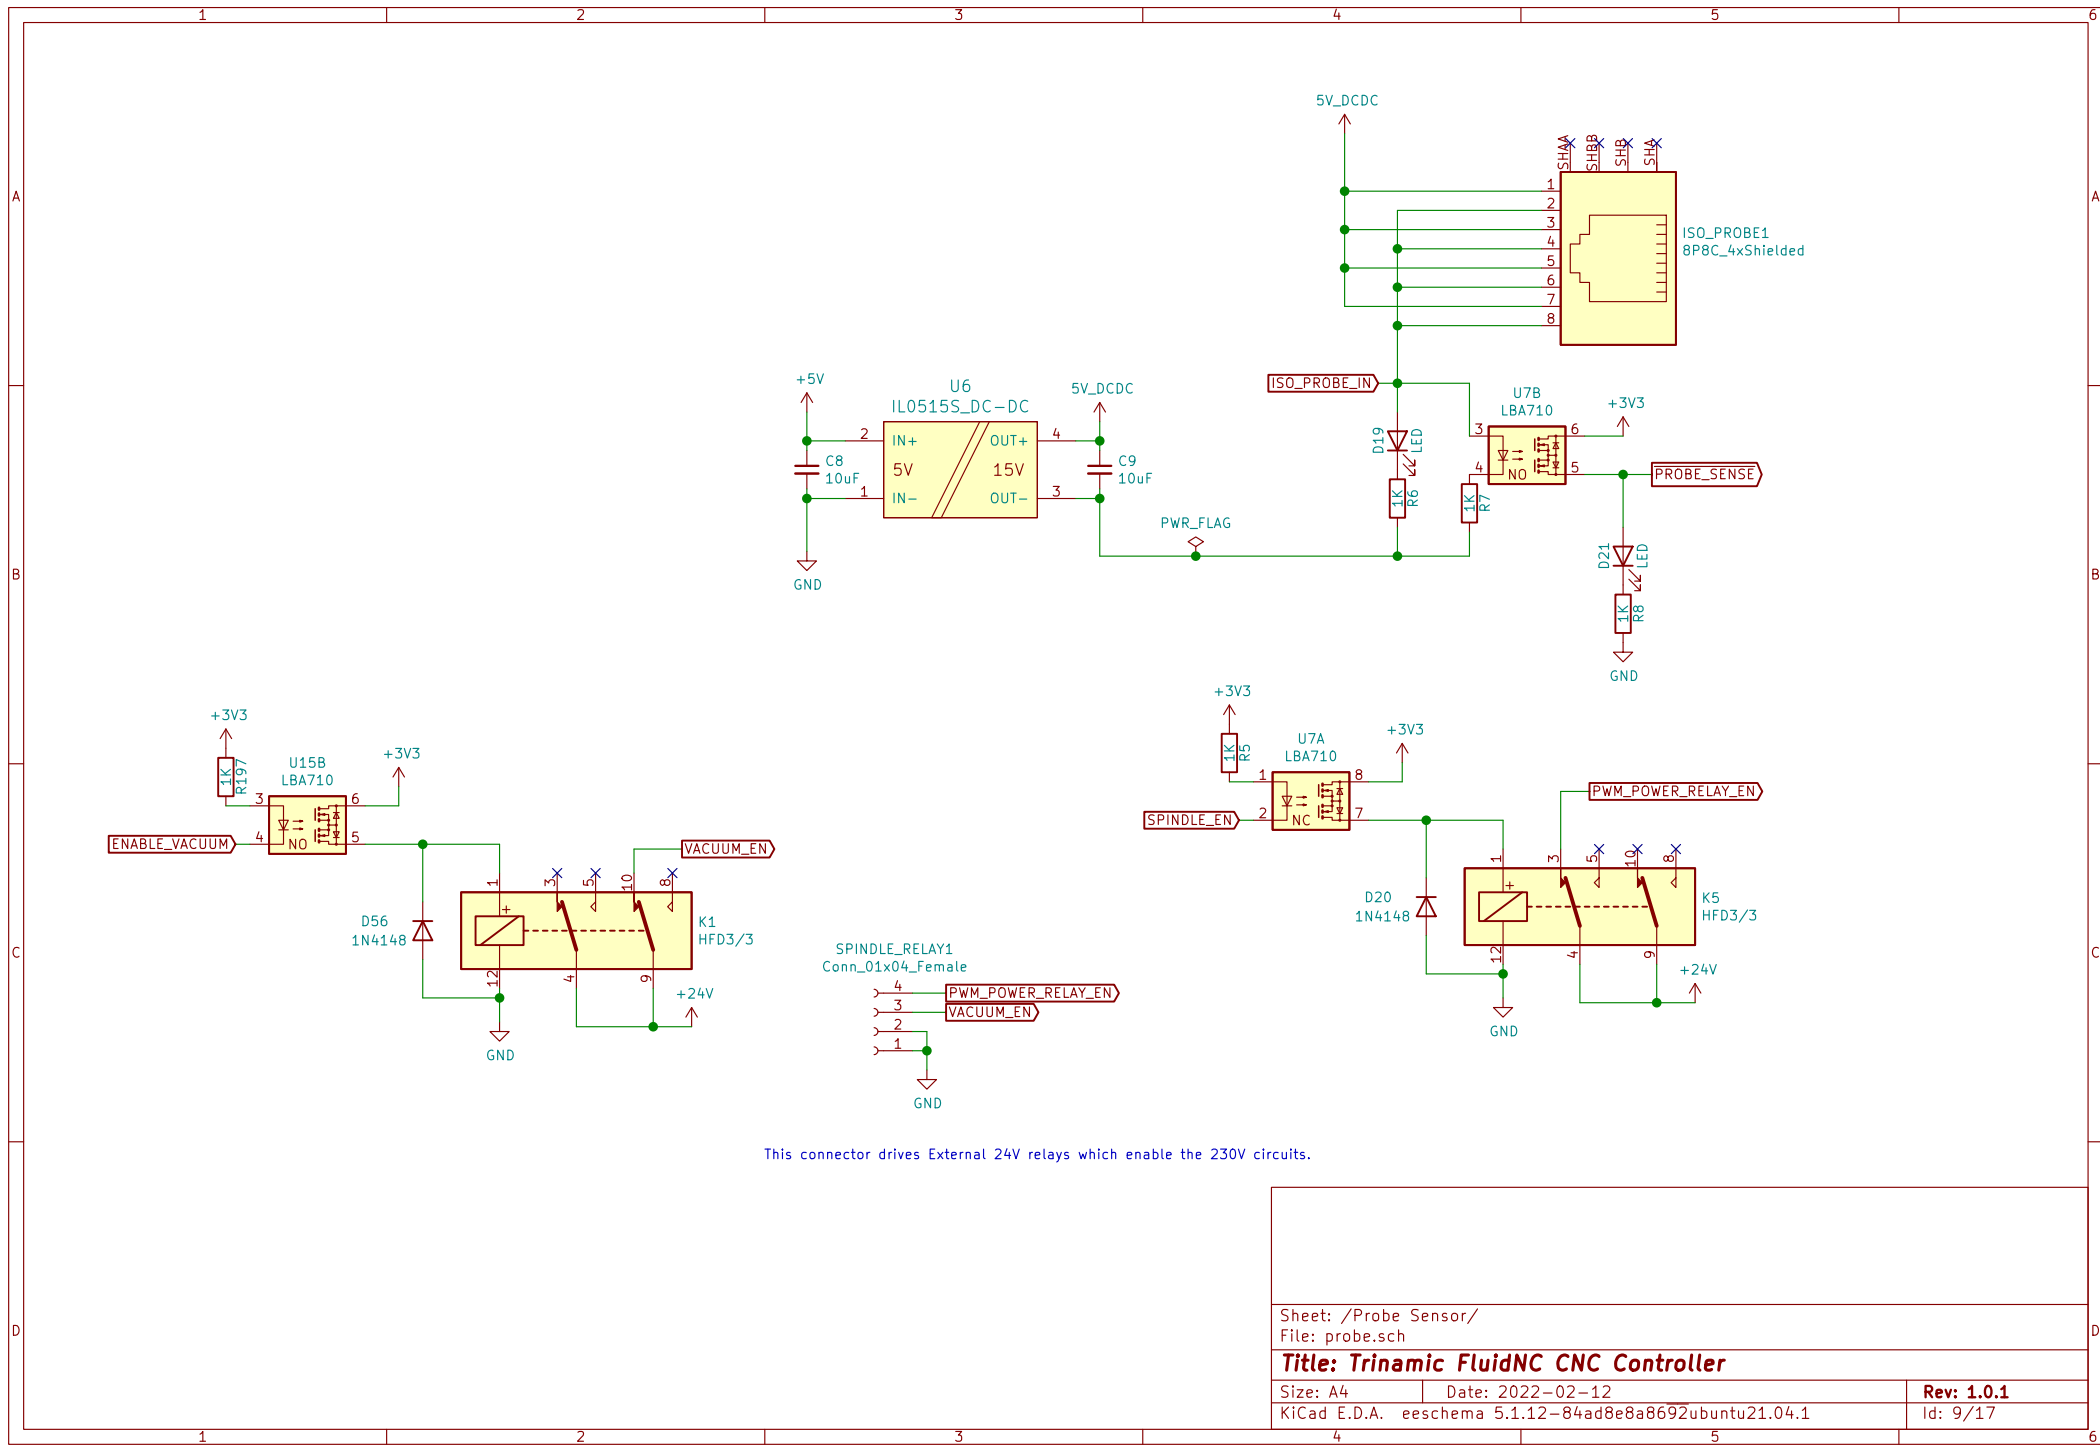 1 2 3 4 5 6
A
A
B
B
C
C
D
D
5V_DCDC
SHAA
SHBB
SHB
SHA
1
2
3
4
5
6
7
8
ISO_PROBE1
8P8C_4xShielded
ISO_PROBE_IN
D19
LED
1K
R6
U7B
LBA710
3
4
NO
6
5
+3V3
PROBE_SENSE
1K
R7
D21
LED
1K
R8
GND
+5V
C8
10uF
GND
U6
IL0515S_DC-DC
2
IN+
5V
1
IN-
OUT+
15V
OUT-
4
3
5V_DCDC
C9
10uF
PWR_FLAG
+3V3
1K
R197
U15B
LBA710
3
4
NO
6
5
+3V3
ENABLE_VACUUM
D56
1N4148
1
12
+
3
5
10
8
4
9
K1
HFD3/3
VACUUM_EN
+24V
GND
SPINDLE_RELAY1
Conn_01x04_Female
4
PWM_POWER_RELAY_EN
3
VACUUM_EN
2
1
GND
+3V3
1K
R5
U7A
LBA710
1
2
NC
8
7
+3V3
SPINDLE_EN
D20
1N4148
1
12
+
3
5
10
8
4
9
K5
HFD3/3
PWM_POWER_RELAY_EN
+24V
GND
This connector drives External 24V relays which enable the 230V circuits.
Sheet: /Probe Sensor/
File: probe.sch
Title: Trinamic FluidNC CNC Controller
Size: A4 Date: 2022-02-12 Rev: 1.0.1
KiCad E.D.A. eeschema 5.1.12-84ad8e8a8692ubuntu21.04.1 Id: 9/17
1 2 3 4 5 6